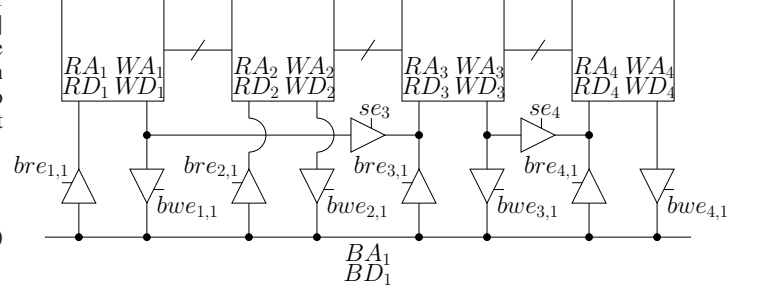 RA₁ WA₁ RA₂ WA₂ RA₃ WA₃ RA₄ WA₄
RD₁ WD₁ RD₂ WD₂ RD₃ WD₃ RD₄ WD₄
se₃ se₄
bre₁,₁ bre₂,₁ bre₃,₁ bre₄,₁
bwe₁,₁ bwe₂,₁ bwe₃,₁ bwe₄,₁
BA₁
BD₁